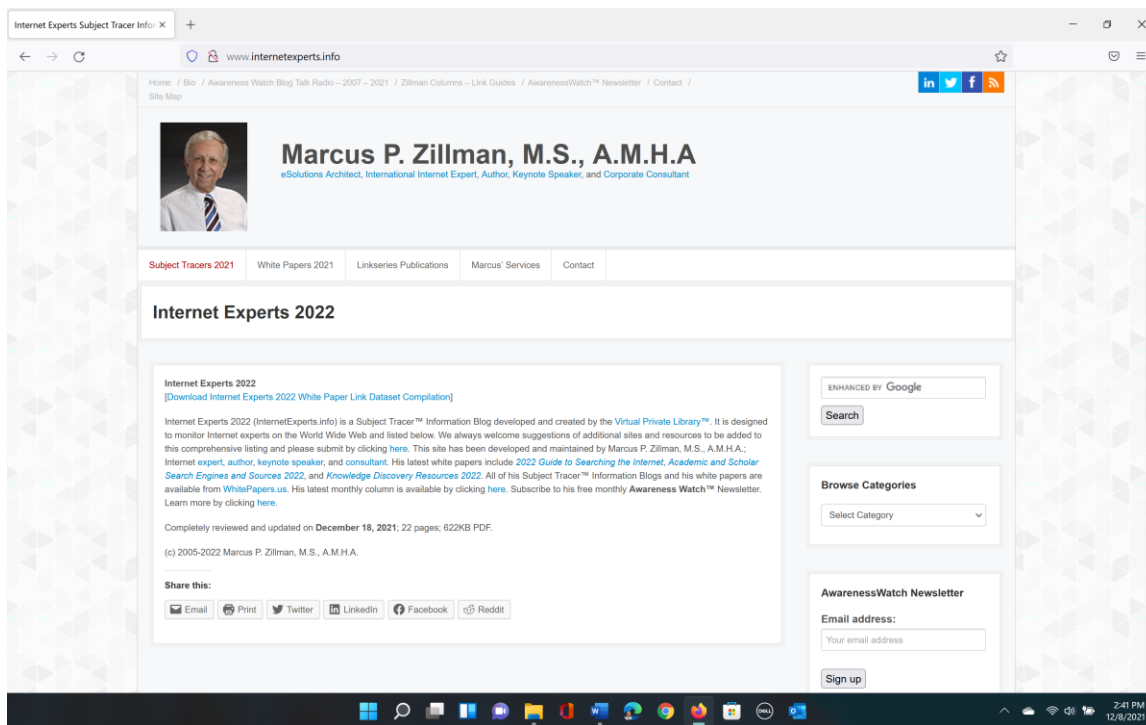 Internet Experts Subject Tracer Infor
www.internetexperts.info
Home / Bio / Awareness Watch Blog Talk Radio – 2007 – 2021 / Zillman Columns – Link Guides / AwarenessWatch™ Newsletter / Contact /
Site Map
Marcus P. Zillman, M.S., A.M.H.A
eSolutions Architect, International Internet Expert, Author, Keynote Speaker, and Corporate Consultant
Subject Tracers 2021 White Papers 2021 Linkseries Publications Marcus' Services Contact
Internet Experts 2022
Internet Experts 2022
[Download Internet Experts 2022 White Paper Link Dataset Compilation]
Internet Experts 2022 (InternetExperts.info) is a Subject Tracer™ Information Blog developed and created by the Virtual Private Library™. It is designed
to monitor Internet experts on the World Wide Web and listed below. We always welcome suggestions of additional sites and resources to be added to
this comprehensive listing and please submit by clicking here. This site has been developed and maintained by Marcus P. Zillman, M.S., A.M.H.A.;
Internet expert, author, keynote speaker, and consultant. His latest white papers include 2022 Guide to Searching the Internet, Academic and Scholar
Search Engines and Sources 2022, and Knowledge Discovery Resources 2022. All of his Subject Tracer™ Information Blogs and his white papers are
available from WhitePapers.us. His latest monthly column is available by clicking here. Subscribe to his free monthly Awareness Watch™ Newsletter.
Learn more by clicking here.
Completely reviewed and updated on December 18, 2021; 22 pages; 622KB PDF.
(c) 2005-2022 Marcus P. Zillman, M.S., A.M.H.A.
Share this:
Email Print Twitter LinkedIn Facebook Reddit
ENHANCED BY Google
Search
Browse Categories
Select Category
AwarenessWatch Newsletter
Email address:
Your email address
Sign up
DELL
2:41 PM
12/8/2021